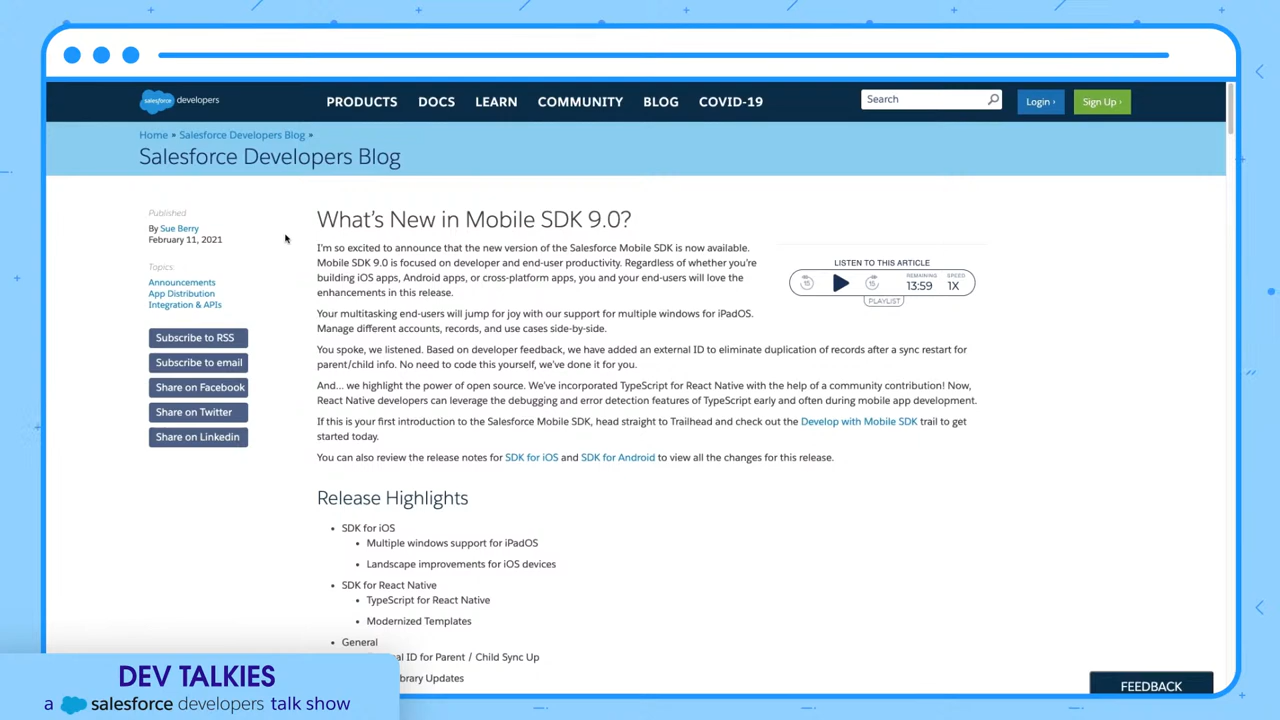 salesforce developers
PRODUCTS DOCS LEARN COMMUNITY BLOG COVID-19
Search
Login ›
Sign Up ›
Home » Salesforce Developers Blog »
Salesforce Developers Blog
Published
By Sue Berry
February 11, 2021
Topics:
Announcements
App Distribution
Integration & APIs
Subscribe to RSS
Subscribe to email
Share on Facebook
Share on Twitter
Share on Linkedin
What's New in Mobile SDK 9.0?
I'm so excited to announce that the new version of the Salesforce Mobile SDK is now available.
Mobile SDK 9.0 is focused on developer and end-user productivity. Regardless of whether you're
building iOS apps, Android apps, or cross-platform apps, you and your end-users will love the
enhancements in this release.
Your multitasking end-users will jump for joy with our support for multiple windows for iPadOS.
Manage different accounts, records, and use cases side-by-side.
You spoke, we listened. Based on developer feedback, we have added an external ID to eliminate duplication of records after a sync restart for
parent/child info. No need to code this yourself, we've done it for you.
And… we highlight the power of open source. We've incorporated TypeScript for React Native with the help of a community contribution! Now,
React Native developers can leverage the debugging and error detection features of TypeScript early and often during mobile app development.
If this is your first introduction to the Salesforce Mobile SDK, head straight to Trailhead and check out the Develop with Mobile SDK trail to get
started today.
You can also review the release notes for SDK for iOS and SDK for Android to view all the changes for this release.
LISTEN TO THIS ARTICLE
15
15
REMAINING
13:59
SPEED
1X
PLAYLIST
Release Highlights
• SDK for iOS
• Multiple windows support for iPadOS
• Landscape improvements for iOS devices
• SDK for React Native
• TypeScript for React Native
• Modernized Templates
• General
ID for Parent / Child Sync Up
Updates
FEEDBACK
DEV TALKIES
a salesforce developers talk show